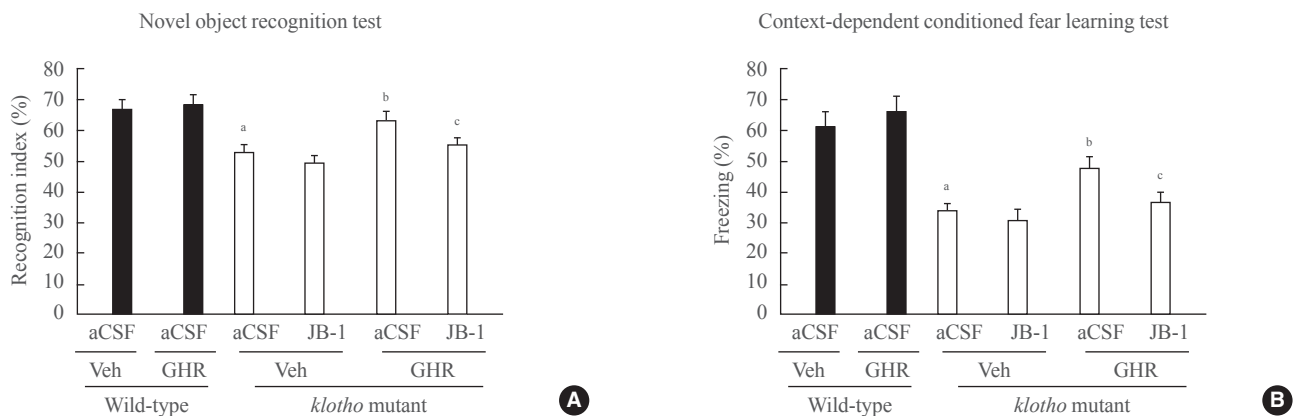 Novel object recognition test
Recognition index (%)
80
70
60
50
40
30
20
10
0
a
b
c
aCSF aCSF aCSF JB-1 aCSF JB-1
Veh GHR Veh GHR
Wild-type klotho mutant
A
Context-dependent conditioned fear learning test
Freezing (%)
80
70
60
50
40
30
20
10
0
a
b
c
aCSF aCSF aCSF JB-1 aCSF JB-1
Veh GHR Veh GHR
Wild-type klotho mutant
B